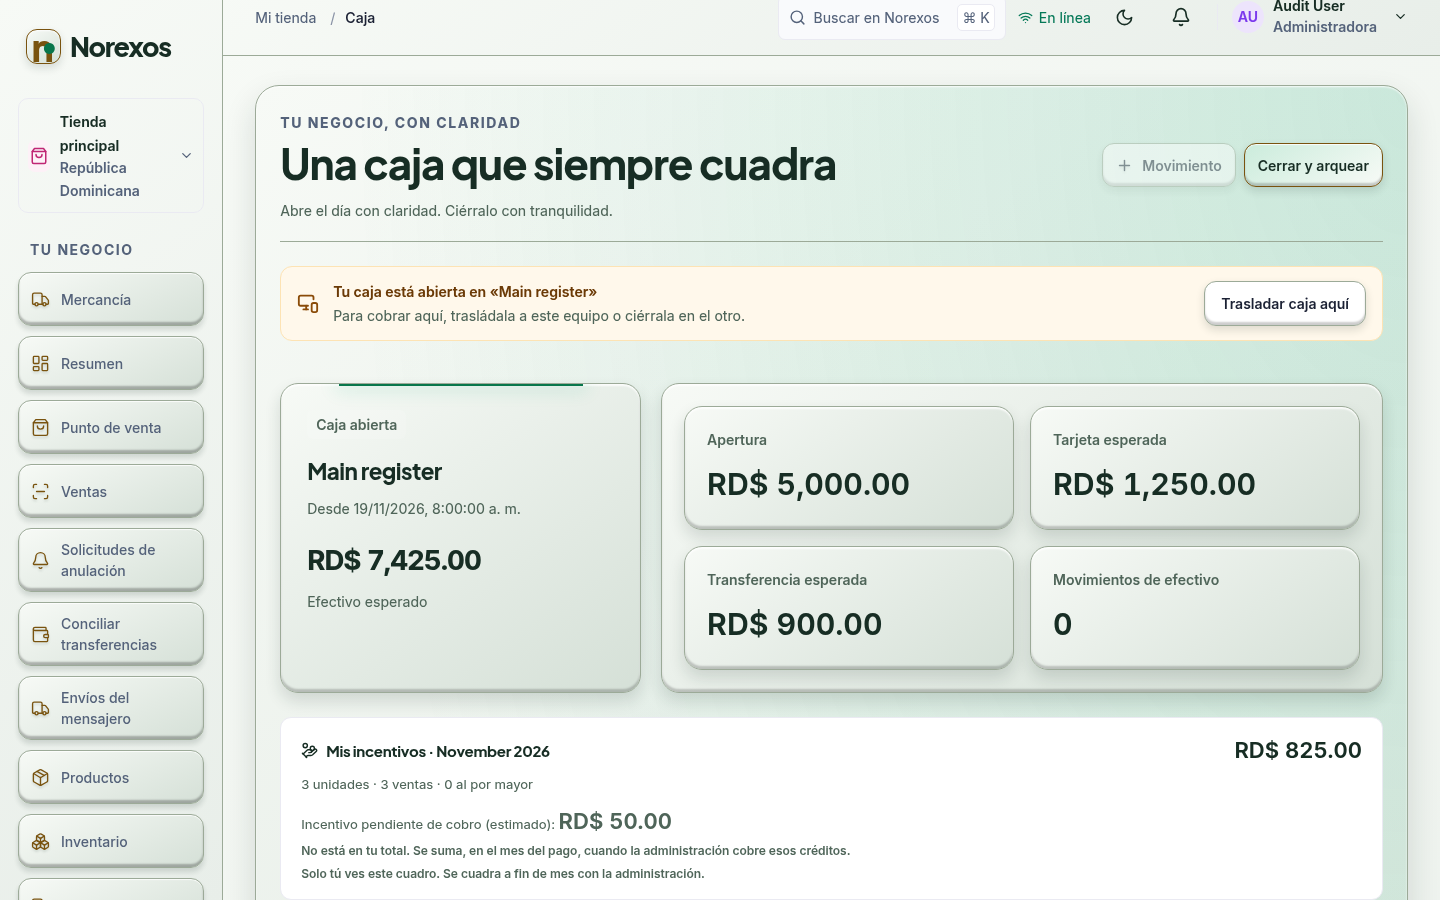 Norexos
Tienda
principal
República
Dominicana
TU NEGOCIO
Mercancía
Resumen
Punto de venta
Ventas
Solicitudes de
anulación
Conciliar
transferencias
Envíos del
mensajero
Productos
Inventario
Mi tienda / Caja
Buscar en Norexos ⌘ K
En línea
AU
Audit User
Administradora
TU NEGOCIO, CON CLARIDAD
Una caja que siempre cuadra
Abre el día con claridad. Ciérralo con tranquilidad.
+ Movimiento
Cerrar y arquear
Tu caja está abierta en «Main register»
Para cobrar aquí, trasládala a este equipo o ciérrala en el otro.
Trasladar caja aquí
Caja abierta
Main register
Desde 19/11/2026, 8:00:00 a. m.
RD$ 7,425.00
Efectivo esperado
Apertura
RD$ 5,000.00
Tarjeta esperada
RD$ 1,250.00
Transferencia esperada
RD$ 900.00
Movimientos de efectivo
0
Mis incentivos · November 2026
RD$ 825.00
3 unidades · 3 ventas · 0 al por mayor
Incentivo pendiente de cobro (estimado): RD$ 50.00
No está en tu total. Se suma, en el mes del pago, cuando la administración cobre esos créditos.
Solo tú ves este cuadro. Se cuadra a fin de mes con la administración.